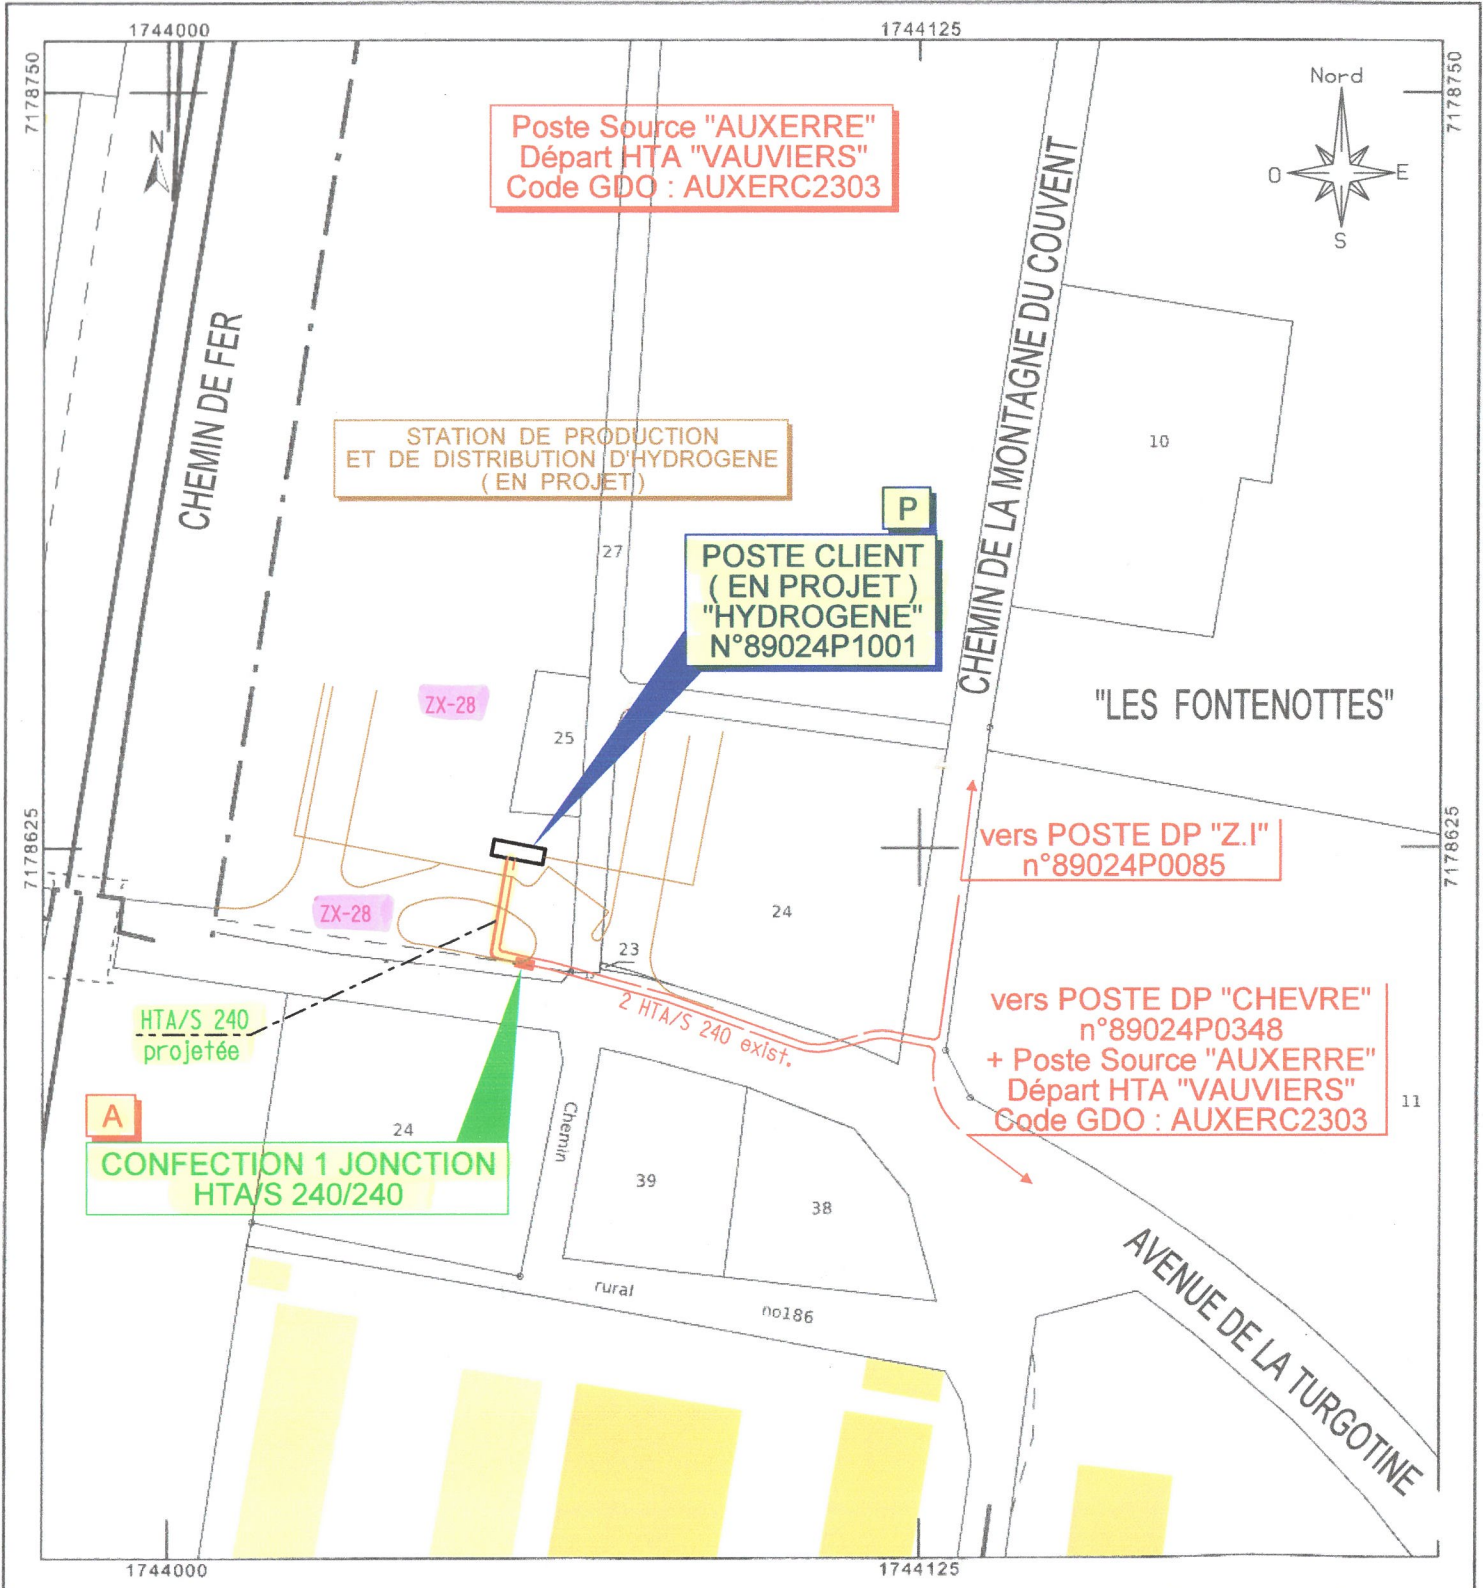 1744000
1744125
7178750
7178750
Nord
N
O
E
S
Poste Source "AUXERRE"
Départ HTA "VAUVIERS"
Code GDO : AUXERC2303
CHEMIN DE FER
CHEMIN DE LA MONTAGNE DU COUVENT
10
STATION DE PRODUCTION
ET DE DISTRIBUTION D'HYDROGENE
( EN PROJET )
P
POSTE CLIENT
( EN PROJET )
"HYDROGENE"
N°89024P1001
27
ZX-28
25
"LES FONTENOTTES"
7178625
7178625
vers POSTE DP "Z.I"
n°89024P0085
ZX-28
24
23
2 HTA/S 240 exist.
HTA/S 240
projetée
vers POSTE DP "CHEVRE"
n°89024P0348
+ Poste Source "AUXERRE"
Départ HTA "VAUVIERS"
Code GDO : AUXERC2303
11
A
CONFECTION 1 JONCTION
HTA/S 240/240
24
Chemin
39
38
rural
no186
AVENUE DE LA TURGOTINE
1744000
1744125